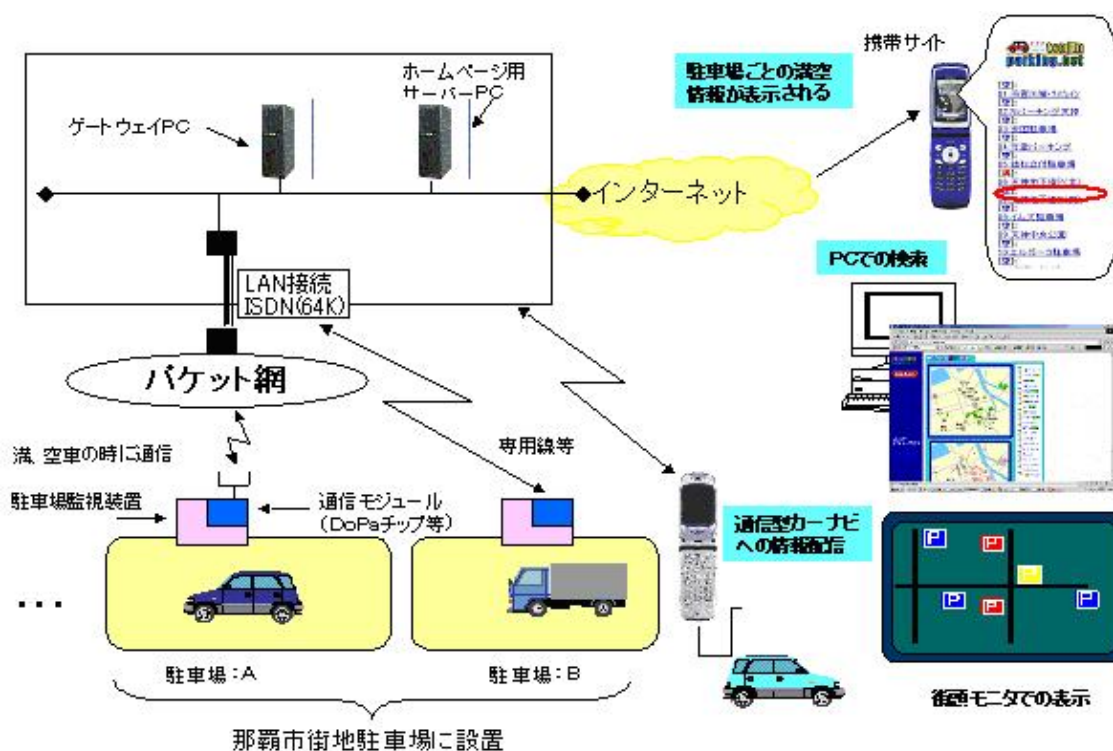 ゲートウェイPC
ホームページ用
サーバーPC
インターネット
駐車場ごとの満空
情報が表示される
携帯サイト
parking.net
LAN接続
ISDN(64K)
パケット網
PCでの検索
満、空車の時に通信
駐車場監視装置
通信モジュール
(DoPaチップ等)
専用線等
通信型カーナビ
への情報配信
P
P
P
P
P
P
...
駐車場:A
駐車場:B
街頭モニタでの表示
那覇市街地駐車場に設置